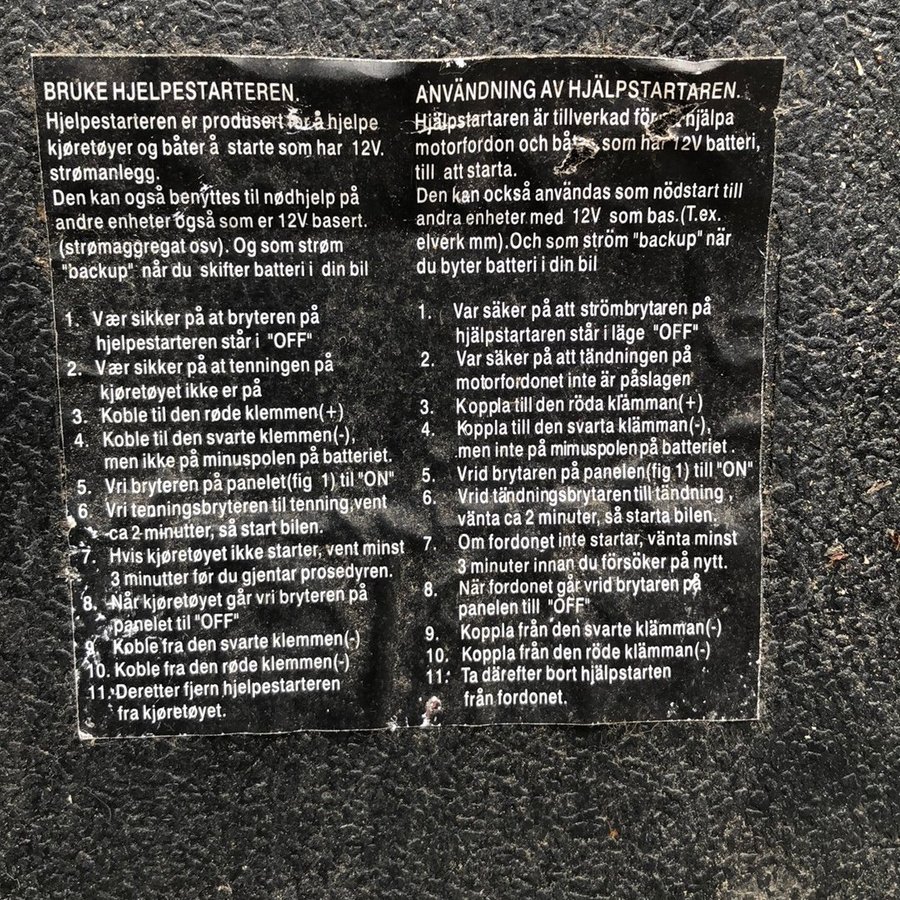 BRUKE HJELPESTARTEREN.
Hjelpestarteren er produsert for å hjelpe
kjøretøyer og båter å starte som har 12V.
strømanlegg.
Den kan også benyttes til nødhjelp på
andre enheter også som er 12V basert.
(strømaggregat osv). Og som strøm
"backup" når du skifter batteri i din bil
1. Vær sikker på at bryteren på
hjelpestarteren står i "OFF"
2. Vær sikker på at tenningen på
kjøretøyet ikke er på
3. Koble til den røde klemmen(+)
4. Koble til den svarte klemmen(-),
men ikke på minuspolen på batteriet.
5. Vri bryteren på panelet(fig 1) til "ON"
6. Vri tenningsbryteren til tenning,vent
ca 2 minutter, så start bilen.
7. Hvis kjøretøyet ikke starter, vent minst
3 minutter før du gjentar prosedyren.
8. Når kjøretøyet går vri bryteren på
panelet til "OFF"
9. Koble fra den svarte klemmen(-)
10. Koble fra den røde klemmen(-)
11. Deretter fjern hjelpestarteren
fra kjøretøyet.
ANVÄNDNING AV HJÄLPSTARTAREN.
Hjälpstartaren är tillverkad för hjälpa
motorfordon och båtar som har 12V batteri,
till att starta.
Den kan också användas som nödstart till
andra enheter med 12V som bas.(T.ex.
elverk mm).Och som ström "backup" när
du byter batteri i din bil
1. Var säker på att strömbrytaren på
hjälpstartaren står i läge "OFF"
2. Var säker på att tändningen på
motorfordonet inte är påslagen
3. Koppla till den röda klämman(+)
4. Koppla till den svarta klämman(-),
men inte på mimuspolen på batteriet .
5. Vrid brytaren på panelen(fig 1) till "ON"
6. Vrid tändningsbrytaren till tändning ,
vänta ca 2 minuter, så starta bilen.
7. Om fordonet inte startar, vänta minst
3 minuter innan du försöker på nytt.
8. När fordonet går vrid brytaren på
panelen till "OFF"
9. Koppla från den svarte klämman(-)
10. Koppla från den röde klämman(-)
11. Ta därefter bort hjälpstarten
från fordonet.